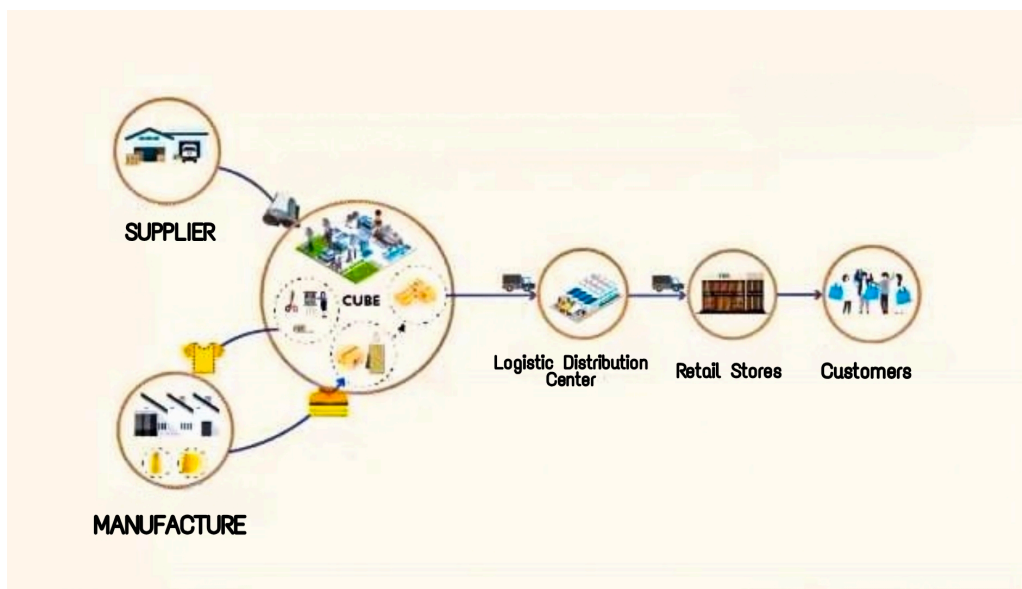 SUPPLIER
CUBE
MANUFACTURE
Logistic Distribution
Center
Retail Stores
Customers